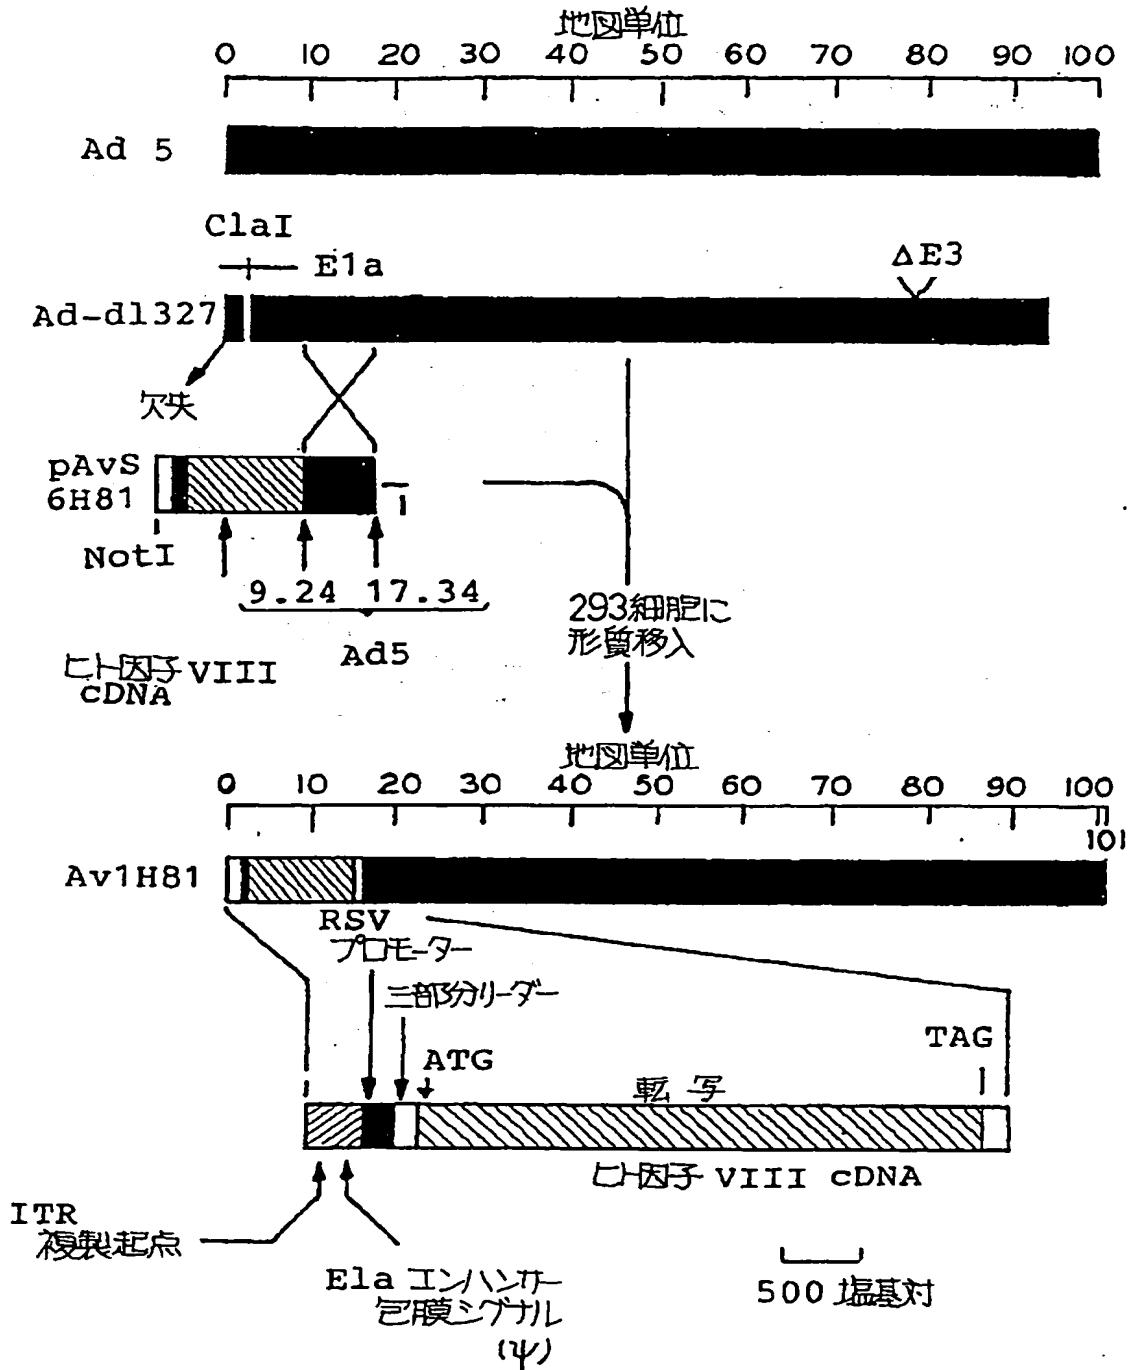 地図単位
0 10 20 30 40 50 60 70 80 90 100
Ad 5
ClaI
E1a
ΔE3
Ad-dl327
欠失
pAvS
6H81
NotI
9.24 17.34
Ad5
ヒト因子 VIII
cDNA
293細胞に
形質移入
地図単位
0 10 20 30 40 50 60 70 80 90 100
101
Av1H81
RSV
プロモーター
三部分リーダー
ATG
TAG
転写
ヒト因子 VIII cDNA
ITR
複製起点
E1a エンハンサー
包膜シグナル
(ψ)
500 塩基対